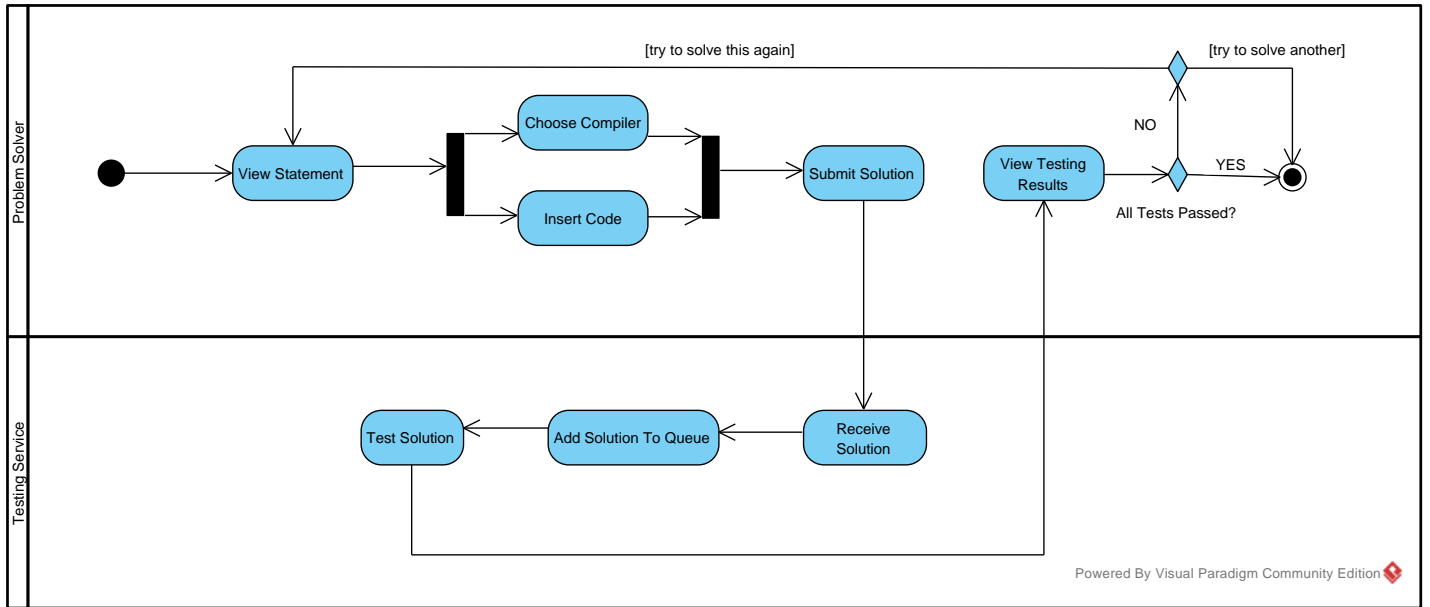 [try to solve this again]
[try to solve another]
Problem Solver
Choose Compiler
NO
View Statement
Submit Solution
View Testing
Results
YES
Insert Code
All Tests Passed?
Testing Service
Test Solution
Add Solution To Queue
Receive
Solution
Powered By Visual Paradigm Community Edition